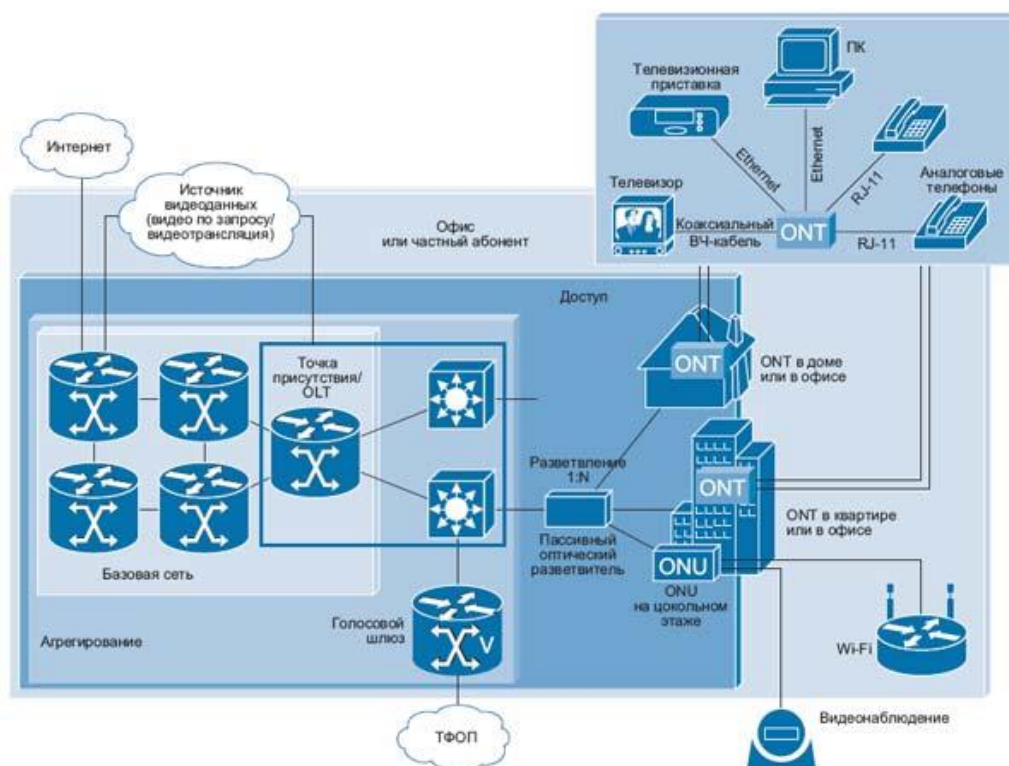 ПК
Телевизионная
приставка
Ethernet
Ethernet
RJ-11
Аналоговые
телефоны
Телевизор
Коаксиальный
ВЧ-кабель
ONT
RJ-11
Интернет
Источник
видеоданных
(видео по запросу/
видеотрансляция)
Офис
или частный абонент
Доступ
Точка
присутствия/
OLT
ONT
ONT в доме
или в офисе
Разветвление
1:N
ONT
ONT в квартире
или в офисе
Пассивный
оптический
разветвитель
ONU
ONU
на цокольном
этаже
Базовая сеть
Агрегирование
Голосовой
шлюз
V
Wi-Fi
ТФОП
Видеонаблюдение